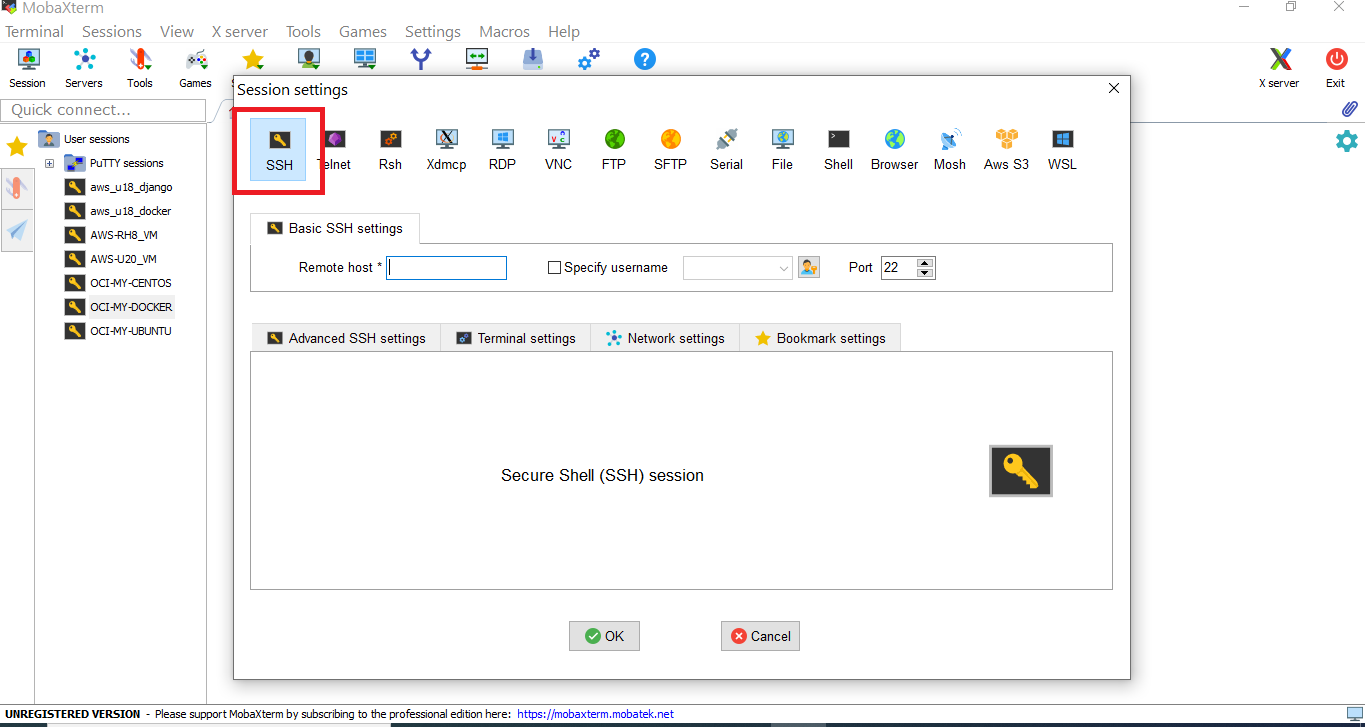 MobaXterm
Terminal Sessions View X server Tools Games Settings Macros Help
Session Servers Tools Games X server Exit
Quick connect...
User sessions
PuTTY sessions
aws_u18_django
aws_u18_docker
AWS-RH8_VM
AWS-U20_VM
OCI-MY-CENTOS
OCI-MY-DOCKER
OCI-MY-UBUNTU
Session settings
SSH Telnet Rsh Xdmcp RDP VNC FTP SFTP Serial File Shell Browser Mosh Aws S3 WSL
Basic SSH settings
Remote host * Specify username Port 22
Advanced SSH settings Terminal settings Network settings Bookmark settings
Secure Shell (SSH) session
OK Cancel
UNREGISTERED VERSION - Please support MobaXterm by subscribing to the professional edition here: https://mobaxterm.mobatek.net